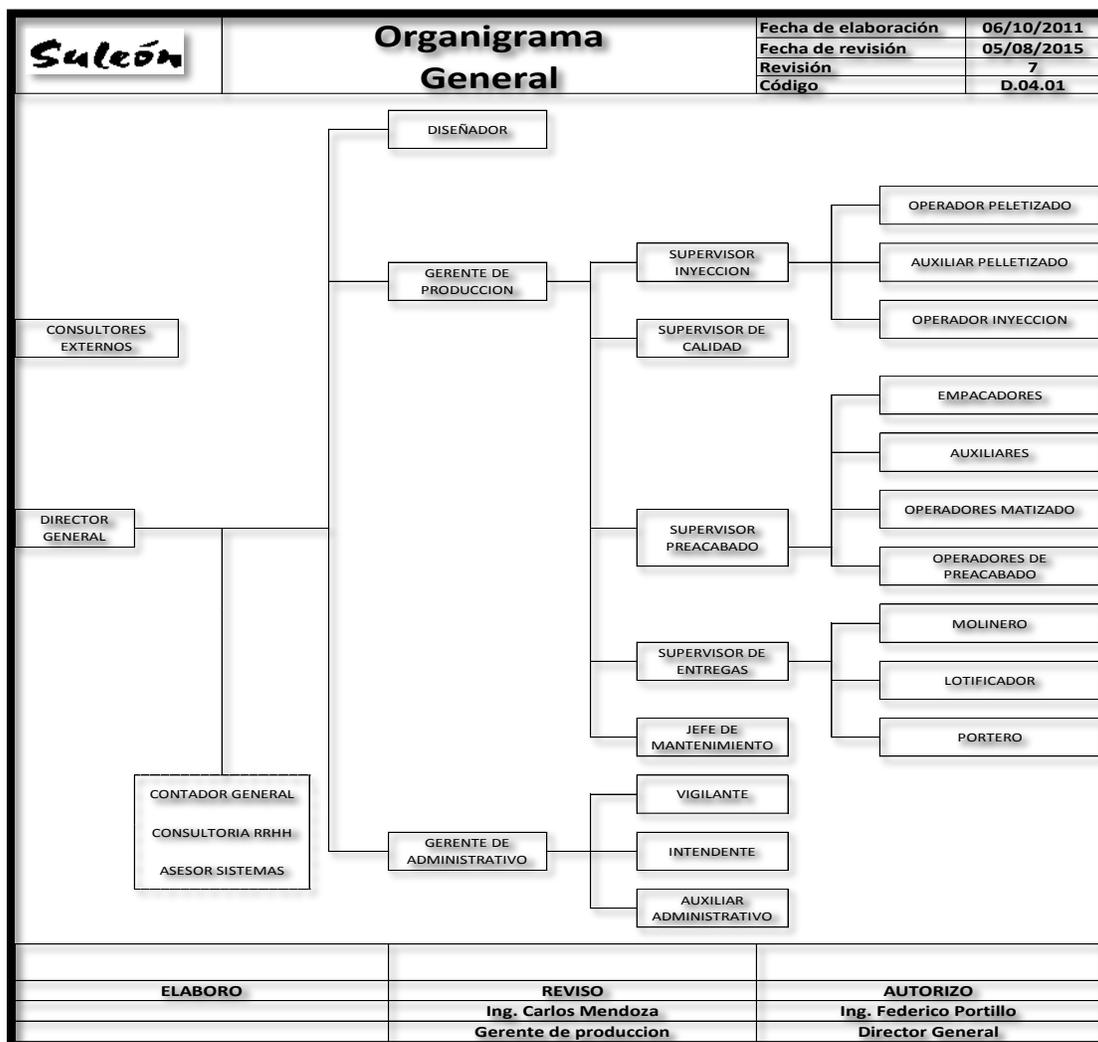 Suleón
Organigrama
General
Fecha de elaboración 06/10/2011
Fecha de revisión 05/08/2015
Revisión 7
Código D.04.01
DISEÑADOR
OPERADOR PELETIZADO
SUPERVISOR
INYECCION
AUXILIAR PELLETIZADO
GERENTE DE
PRODUCCION
OPERADOR INYECCION
CONSULTORES
EXTERNOS
SUPERVISOR DE
CALIDAD
EMPACADORES
AUXILIARES
OPERADORES MATIZADO
DIRECTOR
GENERAL
SUPERVISOR
PREACABADO
OPERADORES DE
PREACABADO
MOLINERO
SUPERVISOR DE
ENTREGAS
LOTIFICADOR
JEFE DE
MANTENIMIENTO
PORTERO
CONTADOR GENERAL
CONSULTORIA RRHH
ASESOR SISTEMAS
VIGILANTE
GERENTE DE
ADMINISTRATIVO
INTENDENTE
AUXILIAR
ADMINISTRATIVO
ELABORO REVISO AUTORIZO
Ing. Carlos Mendoza Ing. Federico Portillo
Gerente de produccion Director General